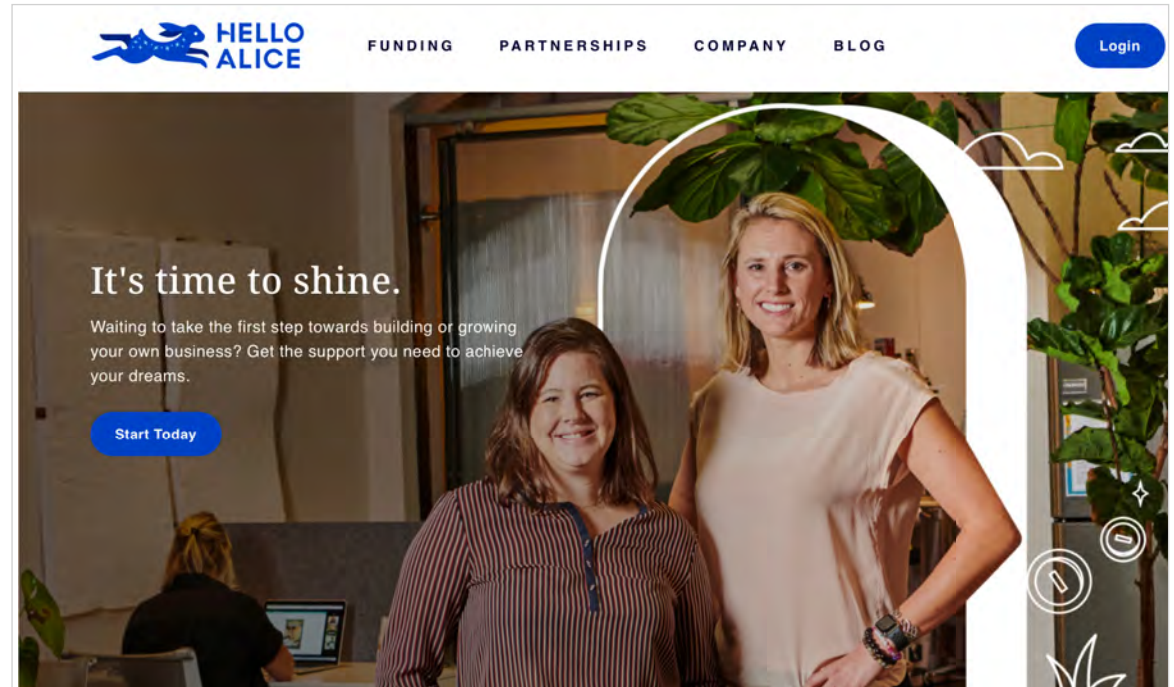 HELLO
ALICE
FUNDING PARTNERSHIPS COMPANY BLOG
Login
It's time to shine.
Waiting to take the first step towards building or growing
your own business? Get the support you need to achieve
your dreams.
Start Today